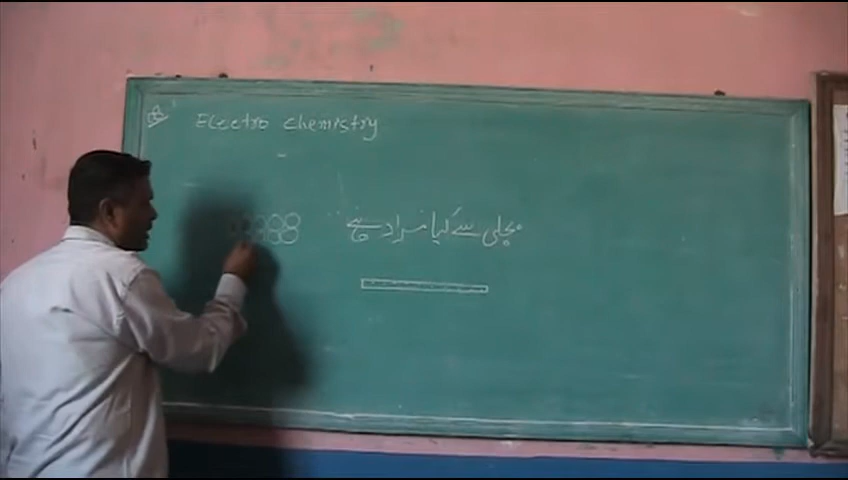 Electro chemistry
بجلی سے کیا مراد ہے